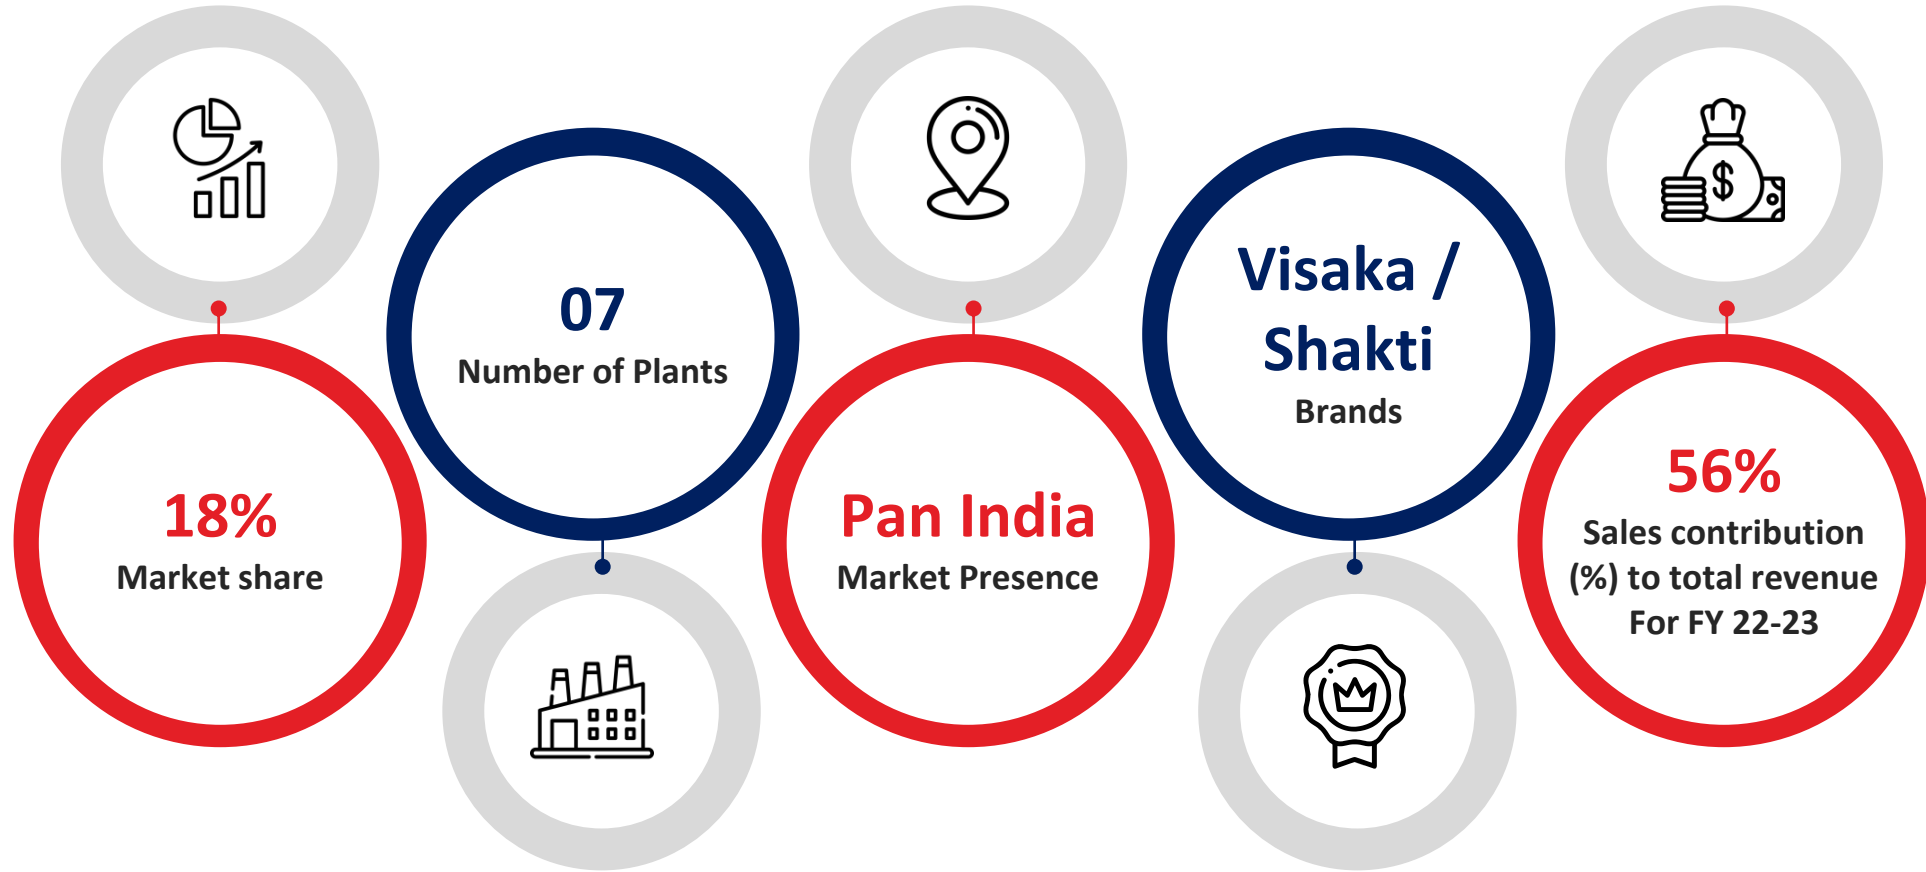 18%
Market share
07
Number of Plants
Pan India
Market Presence
Visaka /
Shakti
Brands
56%
Sales contribution
(%) to total revenue
For FY 22-23
$